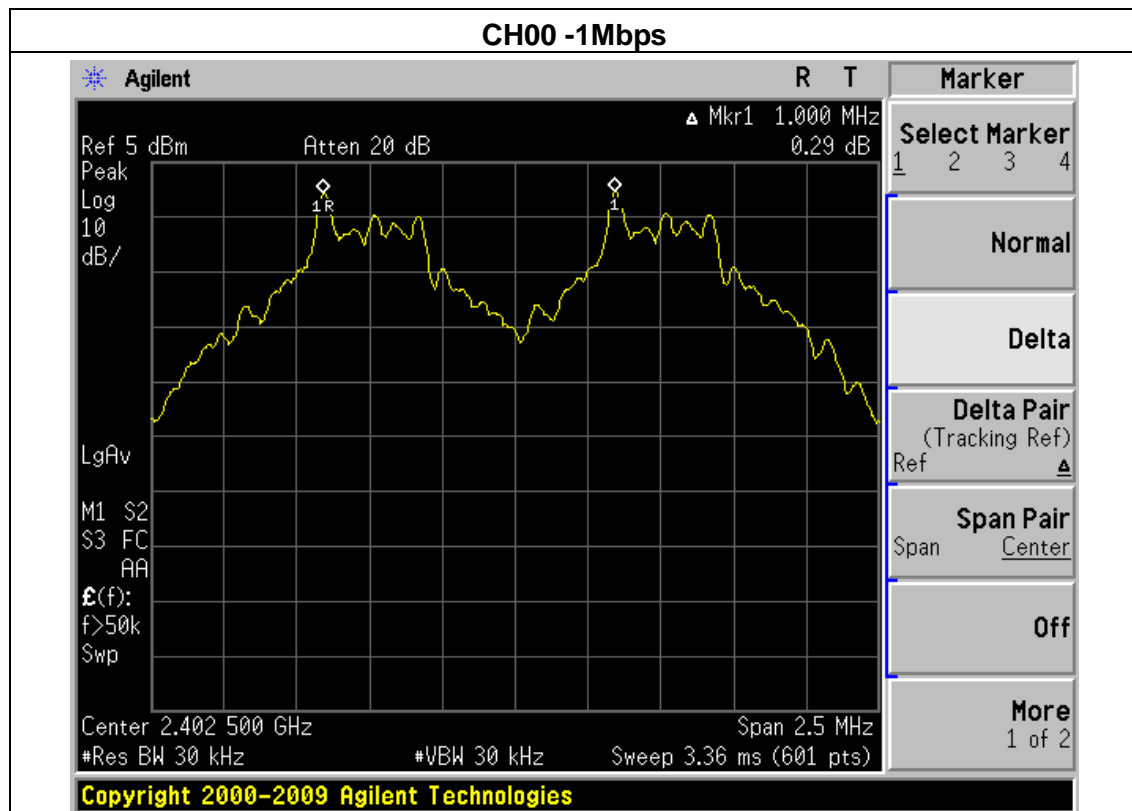 CH00 -1Mbps
Agilent R T Marker
Δ Mkr1 1.000 MHz
Ref 5 dBm Atten 20 dB 0.29 dB
Peak
Log
10
dB/
1R
1
LgAv
M1 S2
S3 FC
AA
£(f):
f>50k
Swp
Center 2.402 500 GHz Span 2.5 MHz
#Res BW 30 kHz #VBW 30 kHz Sweep 3.36 ms (601 pts)
Select Marker
1 2 3 4
Normal
Delta
Delta Pair
(Tracking Ref)
Ref Δ
Span Pair
Span Center
Off
More
1 of 2
Copyright 2000-2009 Agilent Technologies